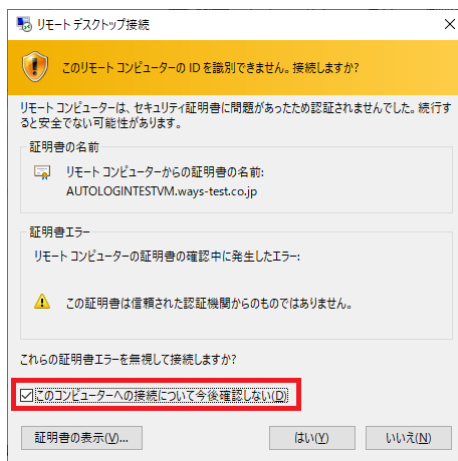 リモート デスクトップ接続
このリモート コンピューターの ID を識別できません。接続しますか?
リモート コンピューターは、セキュリティ証明書に問題があったため認証されませんでした。続行す
ると安全でない可能性があります。
証明書の名前
リモート コンピューターからの証明書の名前:
AUTOLOGINTESTVM.ways-test.co.jp
証明書エラー
リモート コンピューターの証明書の確認中に発生したエラー:
この証明書は信頼された認証機関からのものではありません。
これらの証明書エラーを無視して接続しますか?
このコンピューターへの接続について今後確認しない(D)
証明書の表示(V)... はい(Y) いいえ(N)